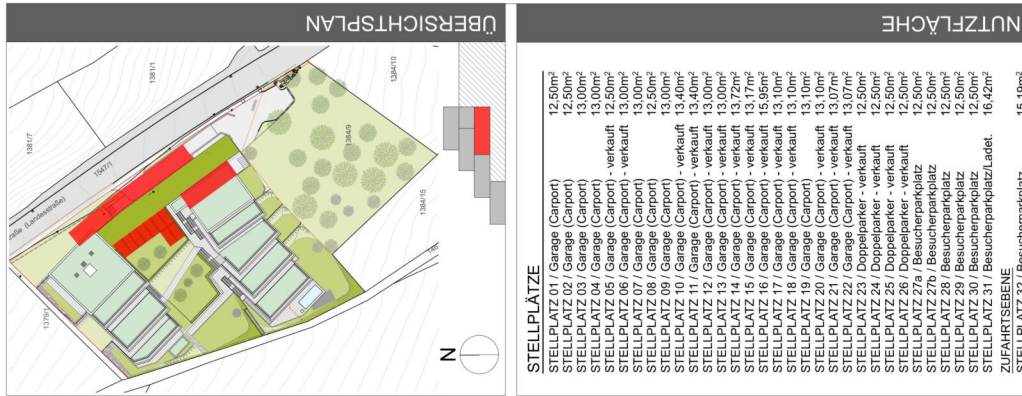 ÜBERSICHTSPLAN
1381/7
1381/1
1384/10
1547/1
raße (Landesstraße)
1384/9
1379/1
1384/15
N
NUTZFLÄCHE
STELLPLÄTZE
STELLPLATZ 01 / Garage (Carport) 12,50m²
STELLPLATZ 02 / Garage (Carport) 12,50m²
STELLPLATZ 03 / Garage (Carport) 13,00m²
STELLPLATZ 04 / Garage (Carport) 13,00m²
STELLPLATZ 05 / Garage (Carport) - verkauft 12,50m²
STELLPLATZ 06 / Garage (Carport) - verkauft 13,00m²
STELLPLATZ 07 / Garage (Carport) 13,00m²
STELLPLATZ 08 / Garage (Carport) 12,50m²
STELLPLATZ 09 / Garage (Carport) 13,00m²
STELLPLATZ 10 / Garage (Carport) - verkauft 13,40m²
STELLPLATZ 11 / Garage (Carport) - verkauft 13,40m²
STELLPLATZ 12 / Garage (Carport) - verkauft 13,00m²
STELLPLATZ 13 / Garage (Carport) - verkauft 13,00m²
STELLPLATZ 14 / Garage (Carport) - verkauft 13,72m²
STELLPLATZ 15 / Garage (Carport) - verkauft 13,17m²
STELLPLATZ 16 / Garage (Carport) - verkauft 15,95m²
STELLPLATZ 17 / Garage (Carport) 13,10m²
STELLPLATZ 18 / Garage (Carport) - verkauft 13,10m²
STELLPLATZ 19 / Garage (Carport) 13,10m²
STELLPLATZ 20 / Garage (Carport) - verkauft 13,10m²
STELLPLATZ 21 / Garage (Carport) - verkauft 13,07m²
STELLPLATZ 22 / Garage (Carport) - verkauft 13,07m²
STELLPLATZ 23 / Doppelparker - verkauft 12,50m²
STELLPLATZ 24 / Doppelparker - verkauft 12,50m²
STELLPLATZ 25 / Doppelparker - verkauft 12,50m²
STELLPLATZ 26 / Doppelparker - verkauft 12,50m²
STELLPLATZ 27a / Besucherparkplatz 12,50m²
STELLPLATZ 27b / Besucherparkplatz 12,50m²
STELLPLATZ 28 / Besucherparkplatz 12,50m²
STELLPLATZ 29 / Besucherparkplatz 12,50m²
STELLPLATZ 30 / Besucherparkplatz 12,50m²
STELLPLATZ 31 / Besucherparkplatz/Ladet. 16,42m²
ZUFAHRTSEBENE
STELLPLATZ 32 / Besucherparkplatz 15,19m²